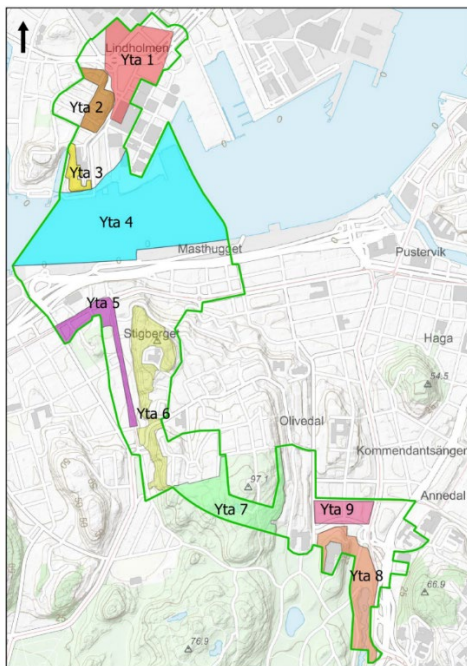 Lindholmen
Yta 1
Yta 2
Yta 3
Yta 4
Masthugget
Pustervik
Yta 5
Stigberget
Haga
54.5
Yta 6
Olivedal
Kommendantsängen
97.1
Annedal
Yta 7
Yta 9
Yta 8
66.9
76.9